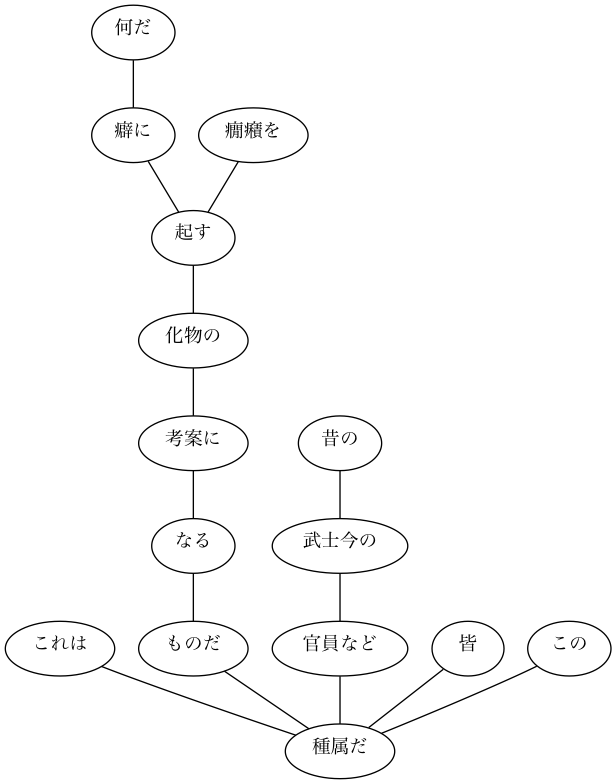 何だ
癖に
癇癪を
起す
化物の
考案に
昔の
なる
武士今の
これは
ものだ
官員など
皆
この
種属だ